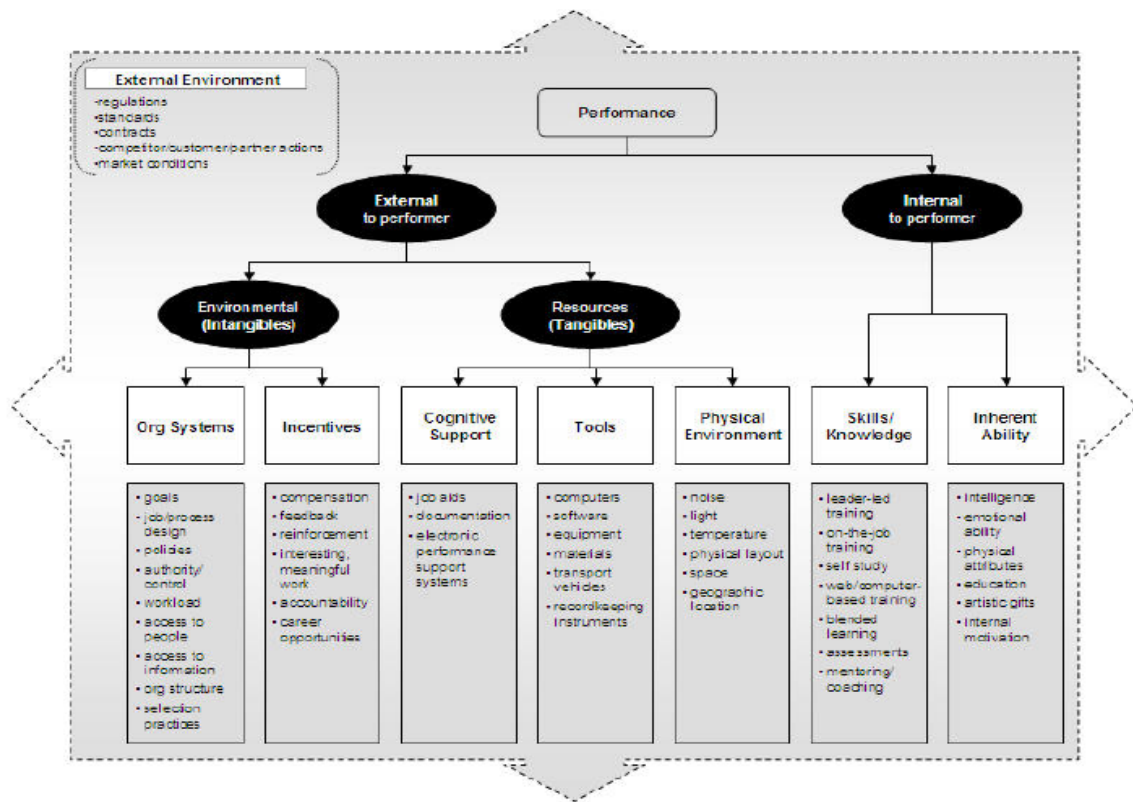 External Environment
-regulations
•standards
•contracts
-competitor/customer/partner actions
•market conditions
Performance
External
to performer
Internal
to performer
Environmental
(Intangibles)
Resources
(Tangibles)
Org Systems
Incentives
Cognitive
Support
Tools
Physical
Environment
Skills/
Knowledge
Inherent
Ability
• goals
- job/process
design
• policies
• authority/
control
• workload
• access to
people
• access to
information
• org structure
• selection
practices
• compensation
• feedback
• reinforcement
• interesting,
meaningful
work
• accountability
• career
opportunities
• job aids
- documentation
• electronic
performance
support
systems
• computers
• software
• equipment
• materials
• transport
vehicles
• recordkeeping
instruments
• noise
• light
• temperature
• physical layout
• space
• geographic
location
• leader-led
training
• on-the-job
training
• self study
- web/computer-
based training
- blended
learning
• assessments
- mentoring/
coaching
• intelligence
- emotional
ability
- physical
attributes
• education
• artistic gifts
• internal
motivation